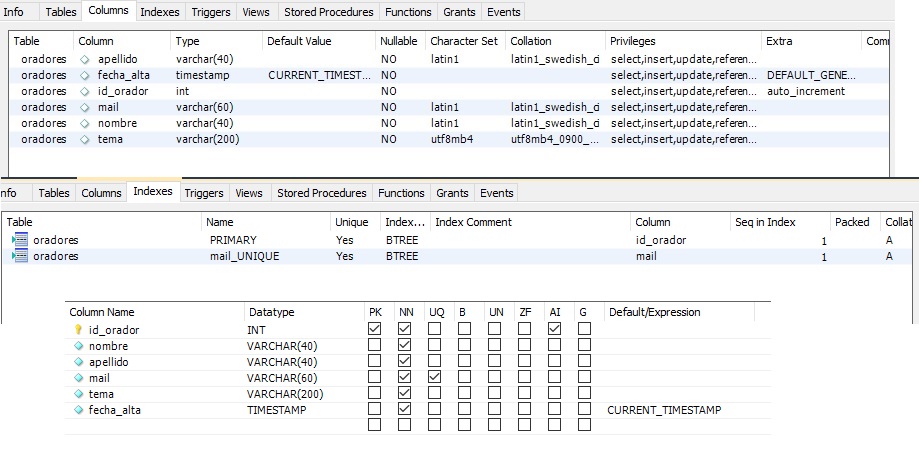 Info Tables Columns Indexes Triggers Views Stored Procedures Functions Grants Events
Table Column Type Default Value Nullable Character Set Collation Privileges Extra Comm
oradores apellido varchar(40) NO latin1 latin1_swedish_ci select,insert,update,referen...
oradores fecha_alta timestamp CURRENT_TIMEST... NO select,insert,update,referen... DEFAULT_GENE...
oradores id_orador int NO select,insert,update,referen... auto_increment
oradores mail varchar(60) NO latin1 latin1_swedish_ci select,insert,update,referen...
oradores nombre varchar(40) NO latin1 latin1_swedish_ci select,insert,update,referen...
oradores tema varchar(200) NO utf8mb4 utf8mb4_0900_... select,insert,update,referen...
nfo Tables Columns Indexes Triggers Views Stored Procedures Functions Grants Events
Table Name Unique Index... Index Comment Column Seq in Index Packed Collat
oradores PRIMARY Yes BTREE id_orador 1 A
oradores mail_UNIQUE Yes BTREE mail 1 A
Column Name Datatype PK NN UQ B UN ZF AI G Default/Expression
id_orador INT
nombre VARCHAR(40)
apellido VARCHAR(40)
mail VARCHAR(60)
tema VARCHAR(200)
fecha_alta TIMESTAMP CURRENT_TIMESTAMP